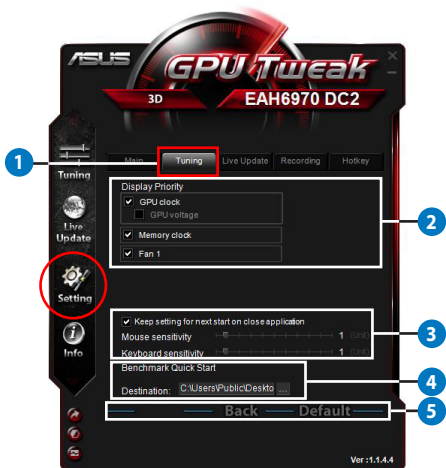 ASUS GPU Tweak
3D EAH6970 DC2
1
Main Tuning Live Update Recording Hotkey
Tuning
Display Priority
GPU clock
GPU voltage
2
Live
Update
Memory clock
Fan 1
Setting
Keep setting for next start on close application
Mouse sensitivity 1 (Unit)
3
Info
Keyboard sensitivity 1 (Unit)
Benchmark Quick Start
4
Destination: C:\Users\Public\Deskto ...
Back Default
5
Ver :1.1.4.4